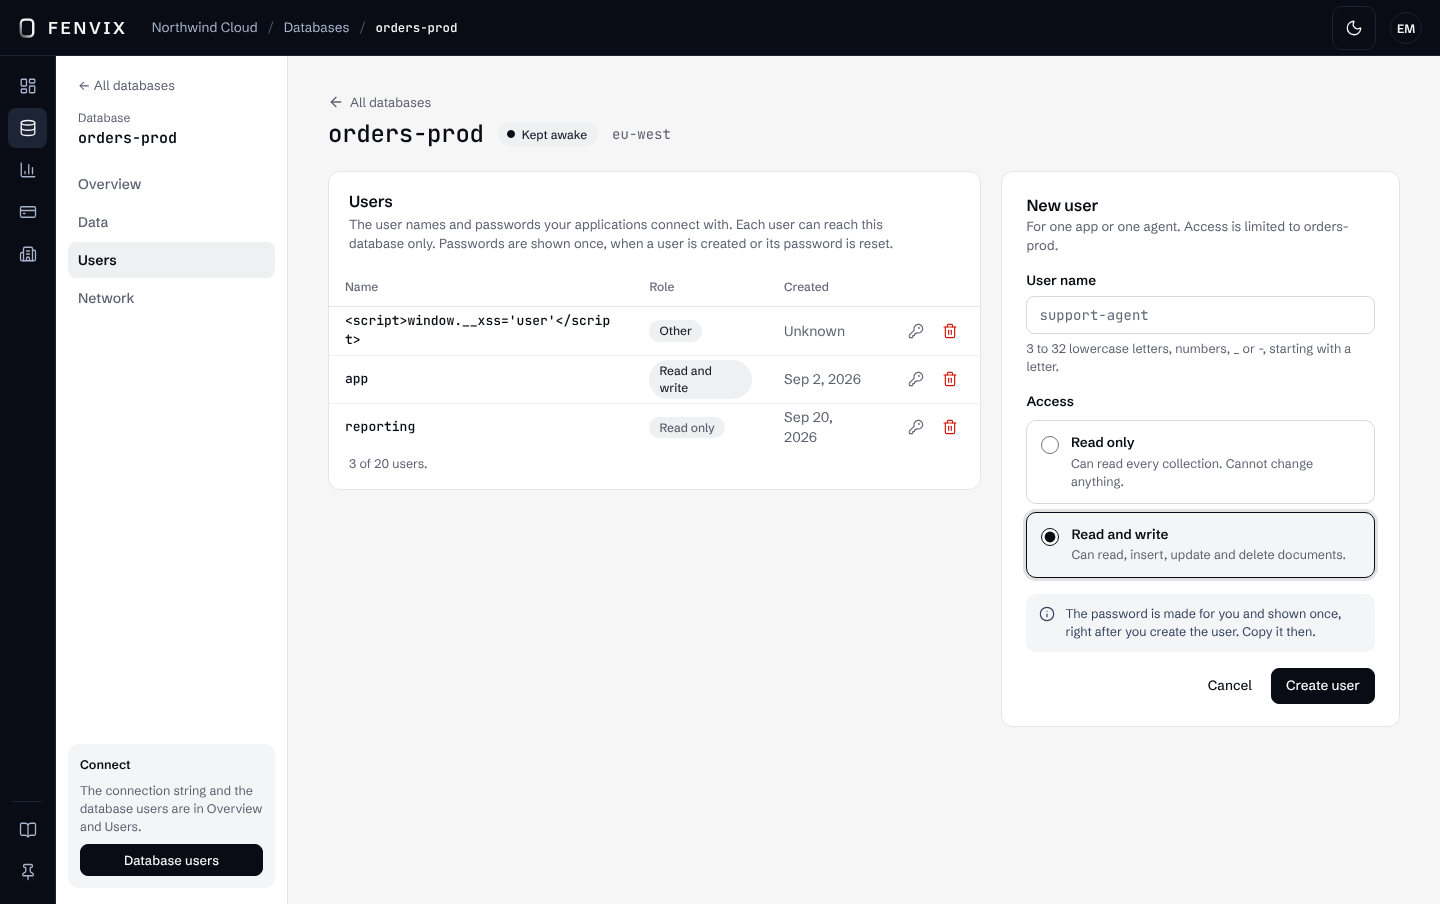 FENVIX
Northwind Cloud / Databases / orders-prod
EM
← All databases
Database
orders-prod
Overview
Data
Users
Network
Connect
The connection string and the
database users are in Overview
and Users.
Database users
← All databases
orders-prod
Kept awake
eu-west
Users
The user names and passwords your applications connect with. Each user can reach this
database only. Passwords are shown once, when a user is created or its password is reset.
Name Role Created
<script>window.__xss='user'</scrip
t>
Other
Unknown
app
Read and
write
Sep 2, 2026
reporting
Read only
Sep 20,
2026
3 of 20 users.
New user
For one app or one agent. Access is limited to orders-
prod.
User name
support-agent
3 to 32 lowercase letters, numbers, _ or -, starting with a
letter.
Access
Read only
Can read every collection. Cannot change
anything.
Read and write
Can read, insert, update and delete documents.
The password is made for you and shown once,
right after you create the user. Copy it then.
Cancel
Create user